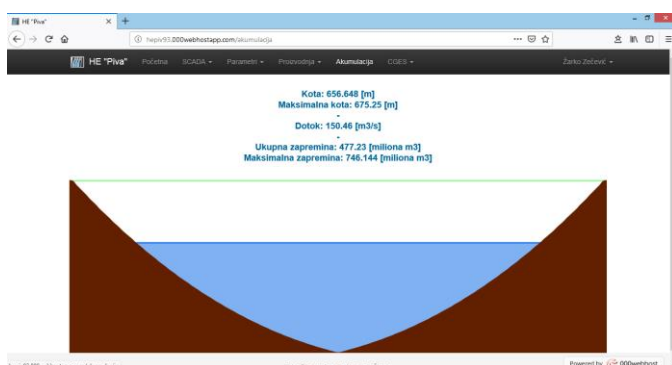 HE "Piva"
hepiv93.000webhostapp.com/akumulacija
HE "Piva" Početna SCADA Parametri Proizvodnja Akumulacija CGES Žarko Zečević
Kota: 656.648 [m]
Maksimalna kota: 675.25 [m]
-
Dotok: 150.46 [m3/s]
-
Ukupna zapremina: 477.23 [miliona m3]
Maksimalna zapremina: 746.144 [miliona m3]
Powered by 000webhost